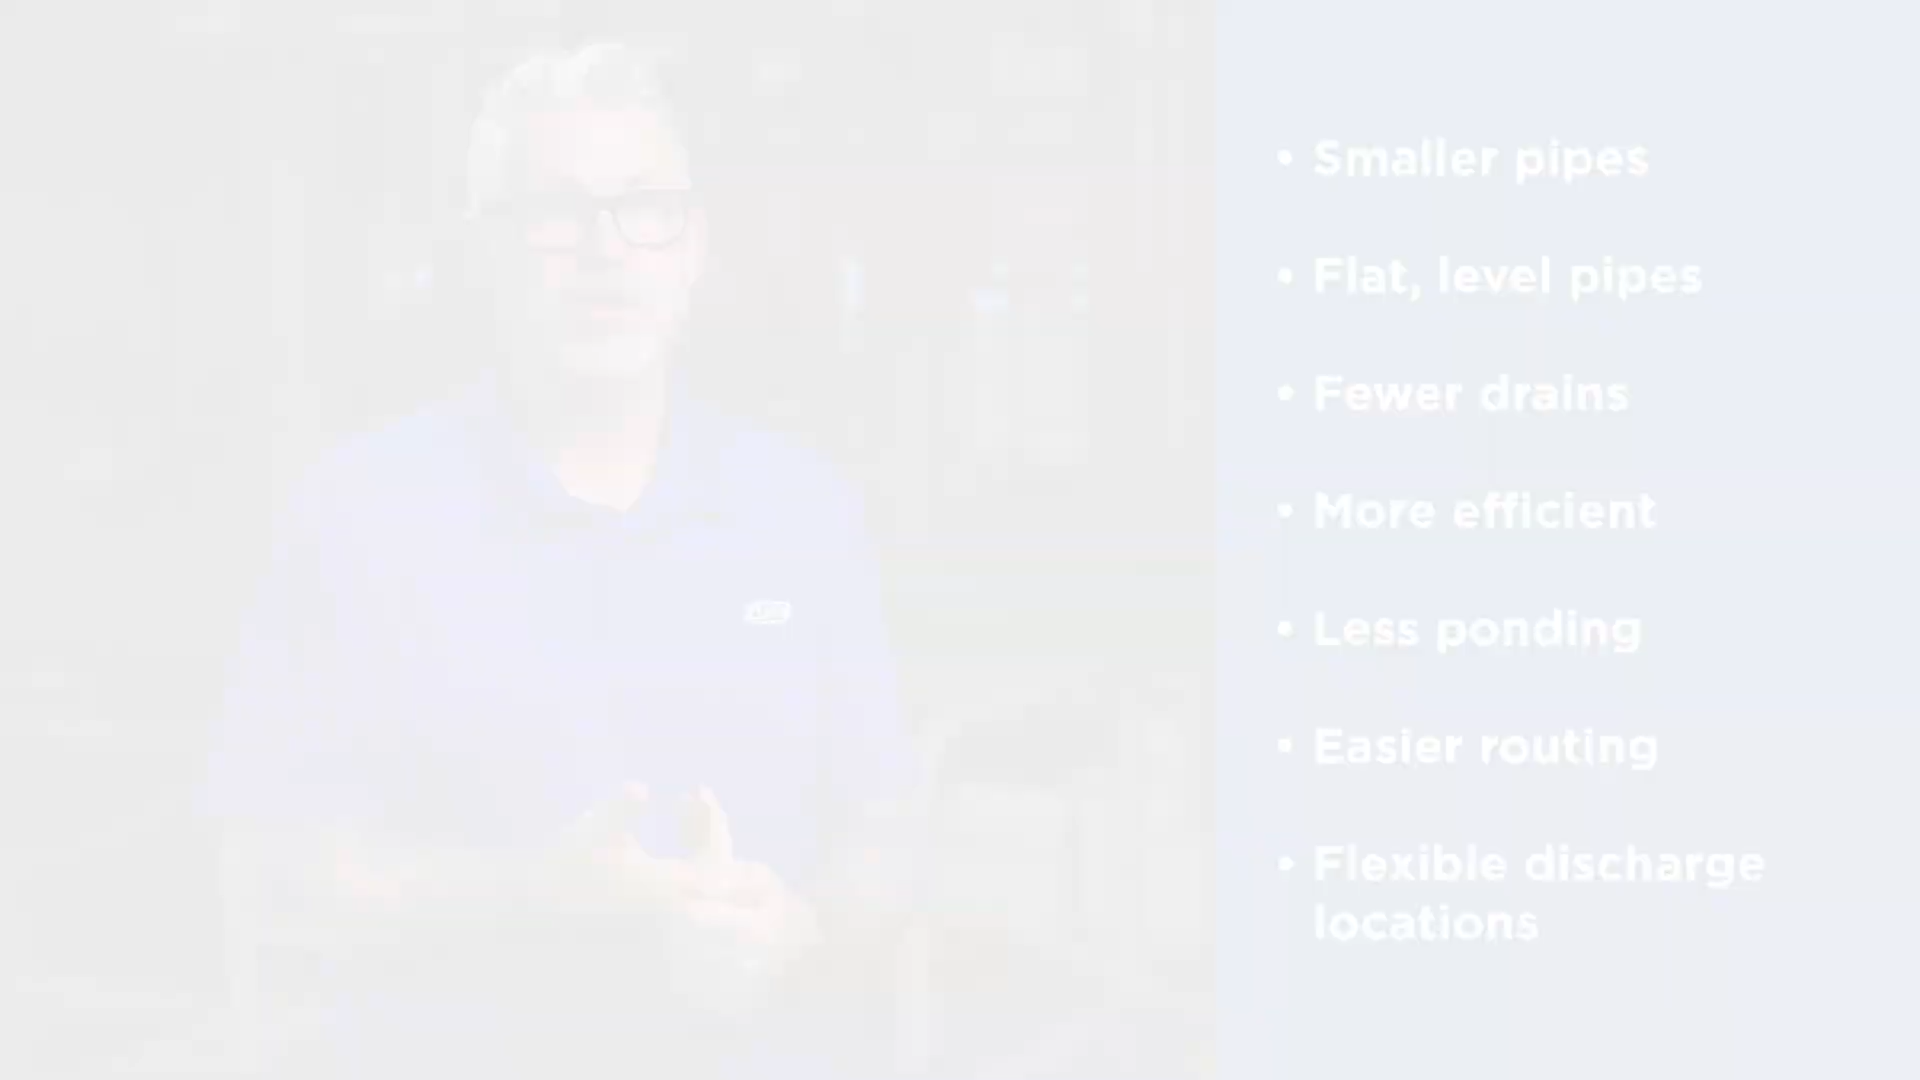 • Smaller pipes
• Flat, level pipes
• Fewer drains
• More efficient
• Less ponding
• Easier routing
• Flexible discharge
locations